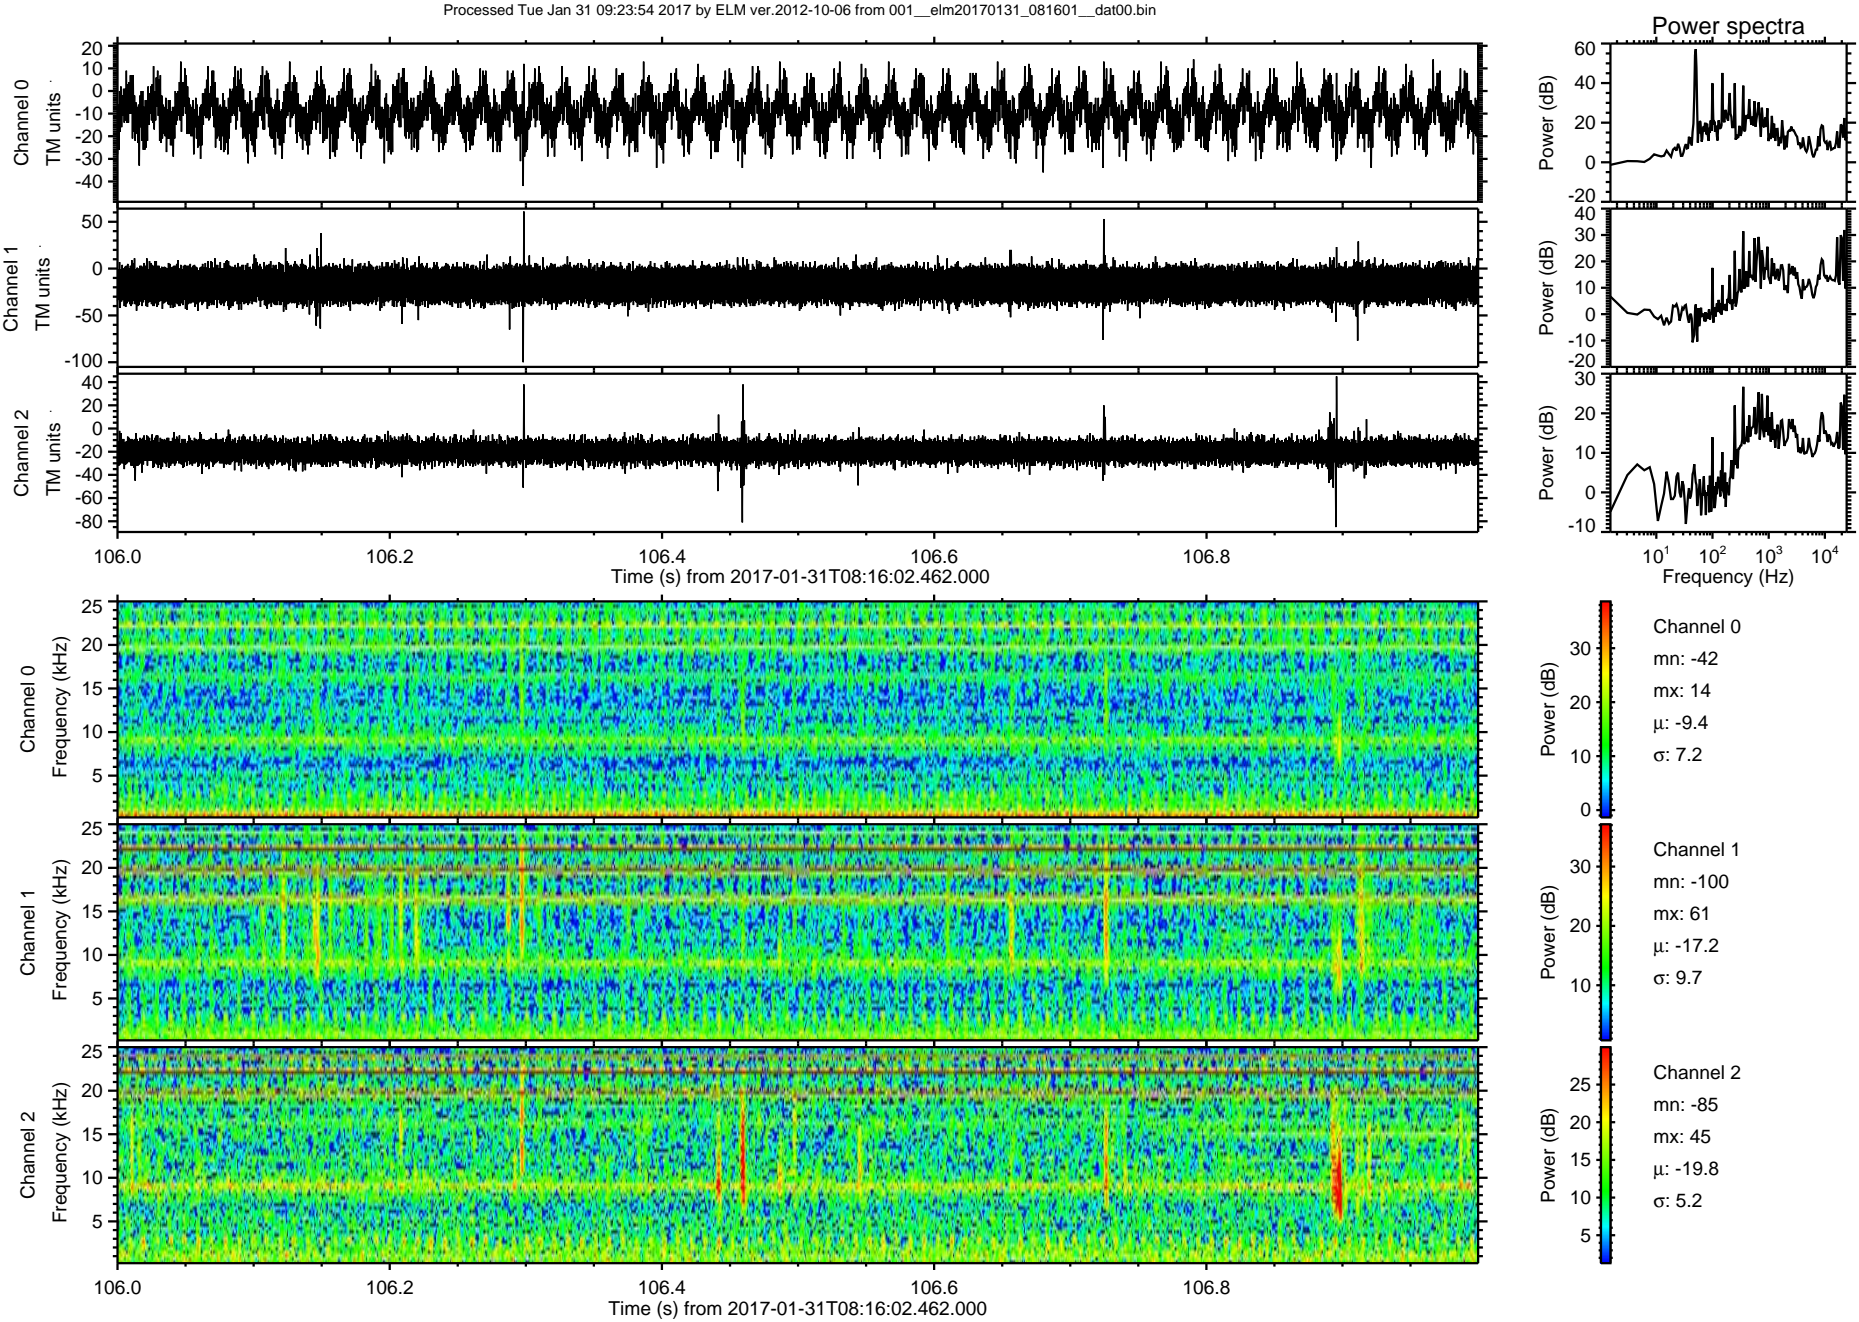 Processed Tue Jan 31 09:23:54 2017 by ELM ver.2012-10-06 from 001__elm20170131_081601__dat00.bin
Power spectra
Channel 0
TM units
20
10
0
-10
-20
-30
-40
Power (dB)
60
40
20
0
-20
Channel 1
TM units
50
0
-50
-100
Power (dB)
40
30
20
10
0
-10
-20
Channel 2
TM units
40
20
0
-20
-40
-60
-80
Power (dB)
30
20
10
0
-10
106.0 106.2 106.4 106.6 106.8
Time (s) from 2017-01-31T08:16:02.462.000
10^1 10^2 10^3 10^4
Frequency (Hz)
Channel 0
Frequency (kHz)
25
20
15
10
5
Power (dB)
30
20
10
0
Channel 0
mn: -42
mx: 14
μ: -9.4
σ: 7.2
Channel 1
Frequency (kHz)
25
20
15
10
5
Power (dB)
30
20
10
Channel 1
mn: -100
mx: 61
μ: -17.2
σ: 9.7
Channel 2
Frequency (kHz)
25
20
15
10
5
Power (dB)
25
20
15
10
5
Channel 2
mn: -85
mx: 45
μ: -19.8
σ: 5.2
106.0 106.2 106.4 106.6 106.8
Time (s) from 2017-01-31T08:16:02.462.000